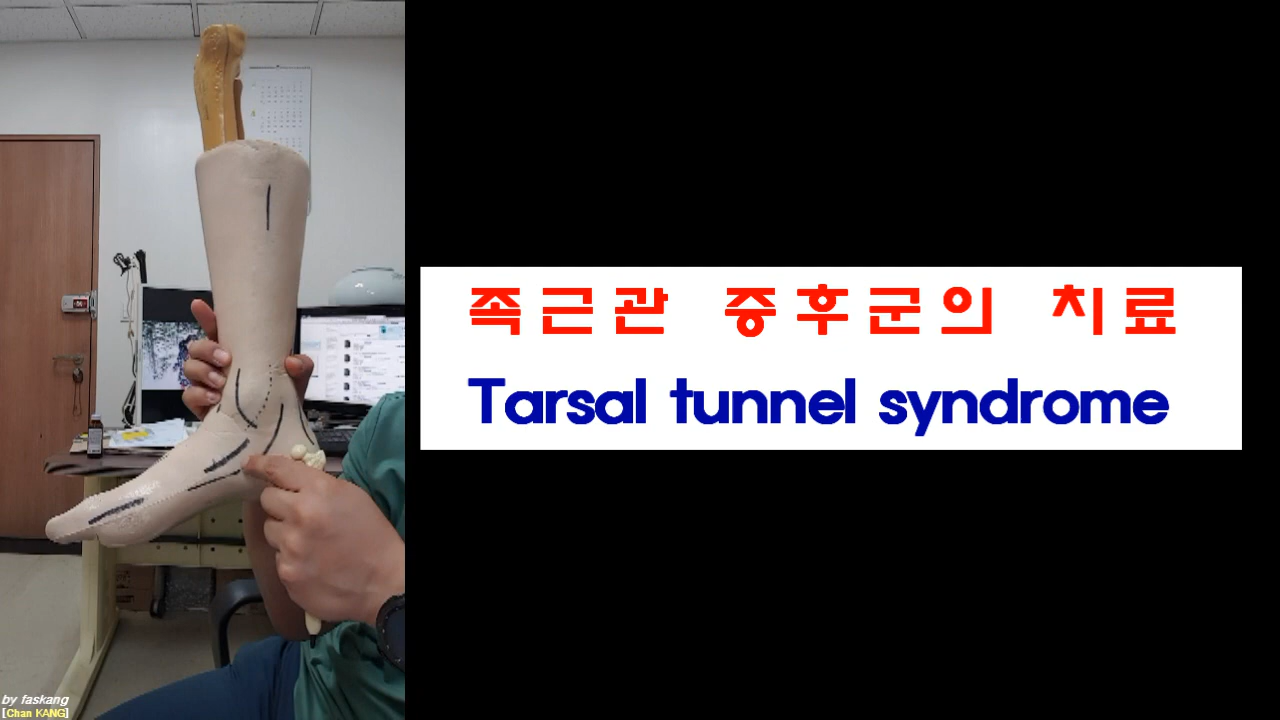 족근관 증후군의 치료
Tarsal tunnel syndrome
by faskang
[Chan KANG]